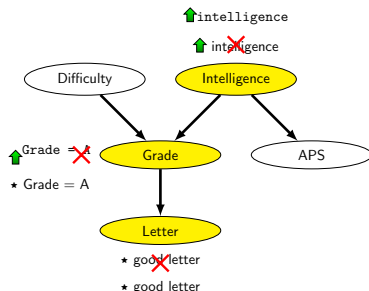 intelligence
intelligence
Difficulty
Intelligence
Grade = A
Grade
APS
⋆ Grade = A
Letter
⋆ good letter
⋆ good letter